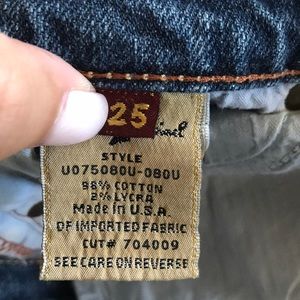 25
STYLE
U075080U-080U
98% COTTON
2% LYCRA
Made in U.S.A.
OF IMPORTED FABRIC
CUT# 704009
SEE CARE ON REVERSE